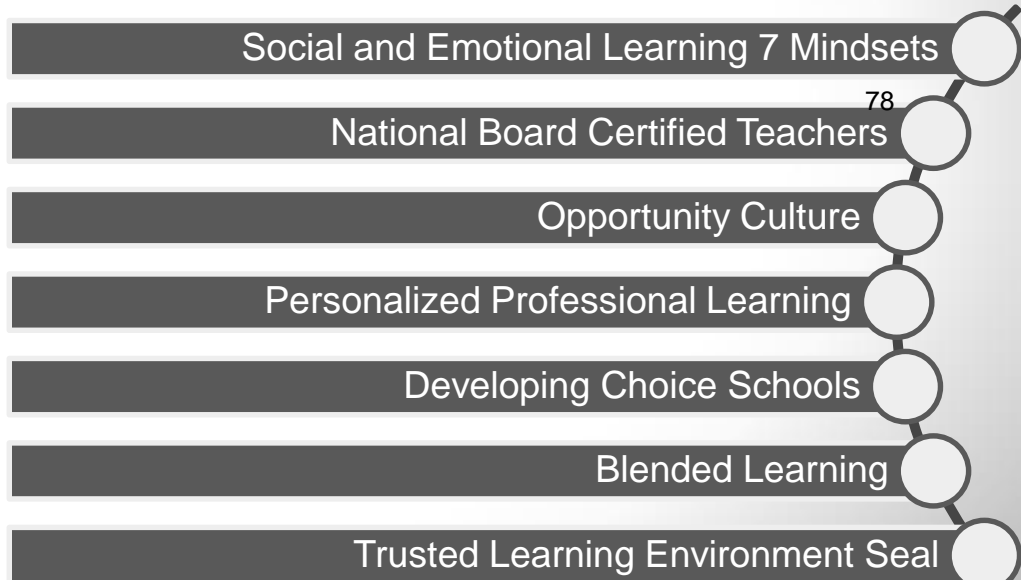 Social and Emotional Learning 7 Mindsets
78
National Board Certified Teachers
Opportunity Culture
Personalized Professional Learning
Developing Choice Schools
Blended Learning
Trusted Learning Environment Seal